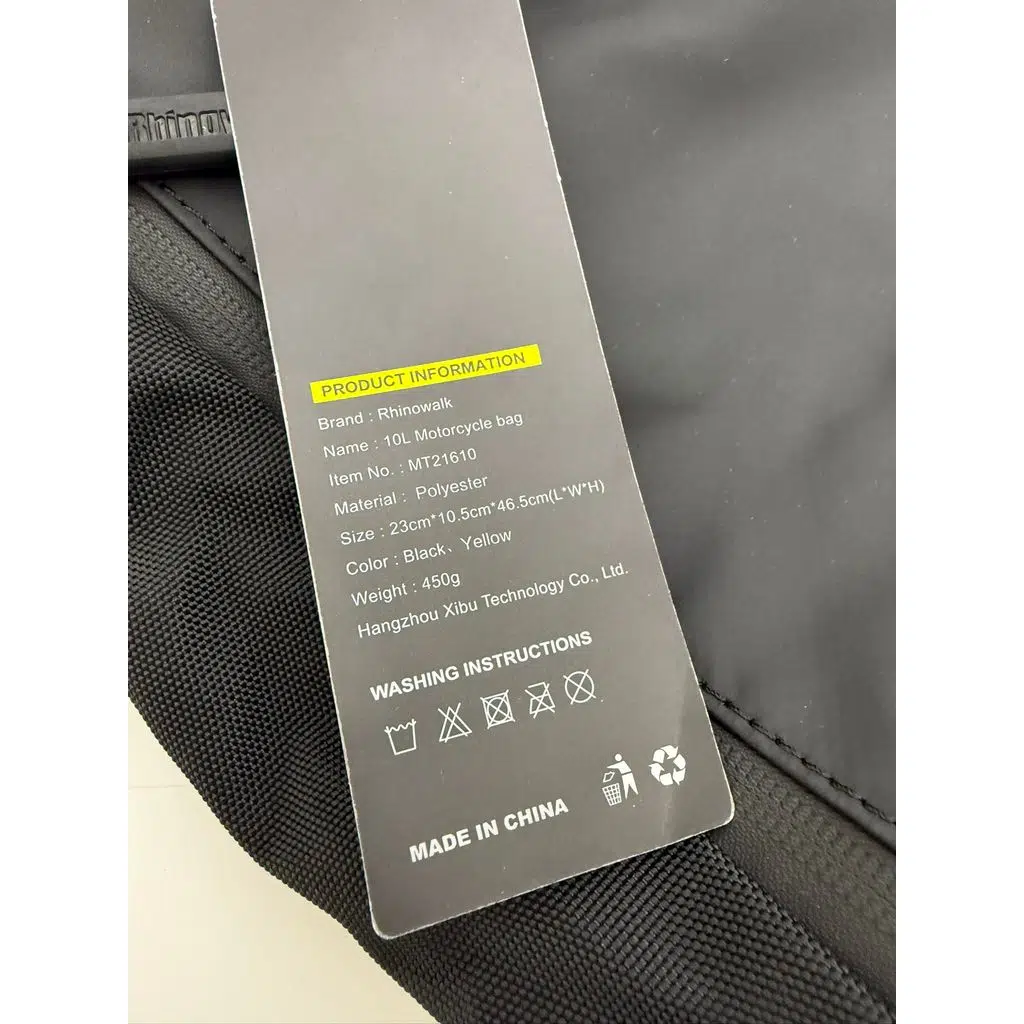 Rhinow
PRODUCT INFORMATION
Brand : Rhinowalk
Name : 10L Motorcycle bag
Item No. : MT21610
Material : Polyester
Size : 23cm*10.5cm*46.5cm(L*W*H)
Color : Black、Yellow
Weight : 450g
Hangzhou Xibu Technology Co., Ltd.
WASHING INSTRUCTIONS
MADE IN CHINA